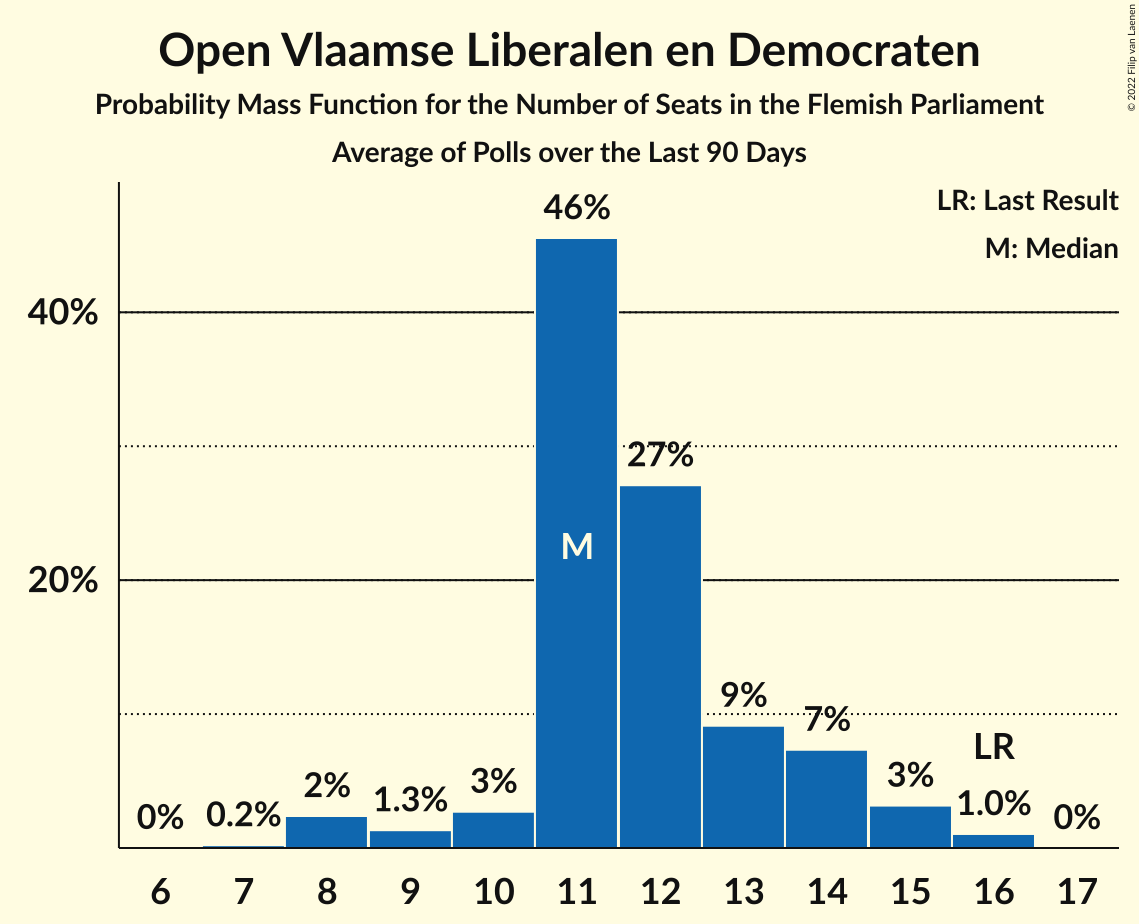 Open Vlaamse Liberalen en Democraten
Probability Mass Function for the Number of Seats in the Flemish Parliament
Average of Polls over the Last 90 Days
© 2022 Filip van Laenen
LR: Last Result
M: Median
46%
40%
27%
M
20%
9%
7%
LR
0%
0.2%
2%
1.3%
3%
3%
1.0%
0%
6 7 8 9 10 11 12 13 14 15 16 17